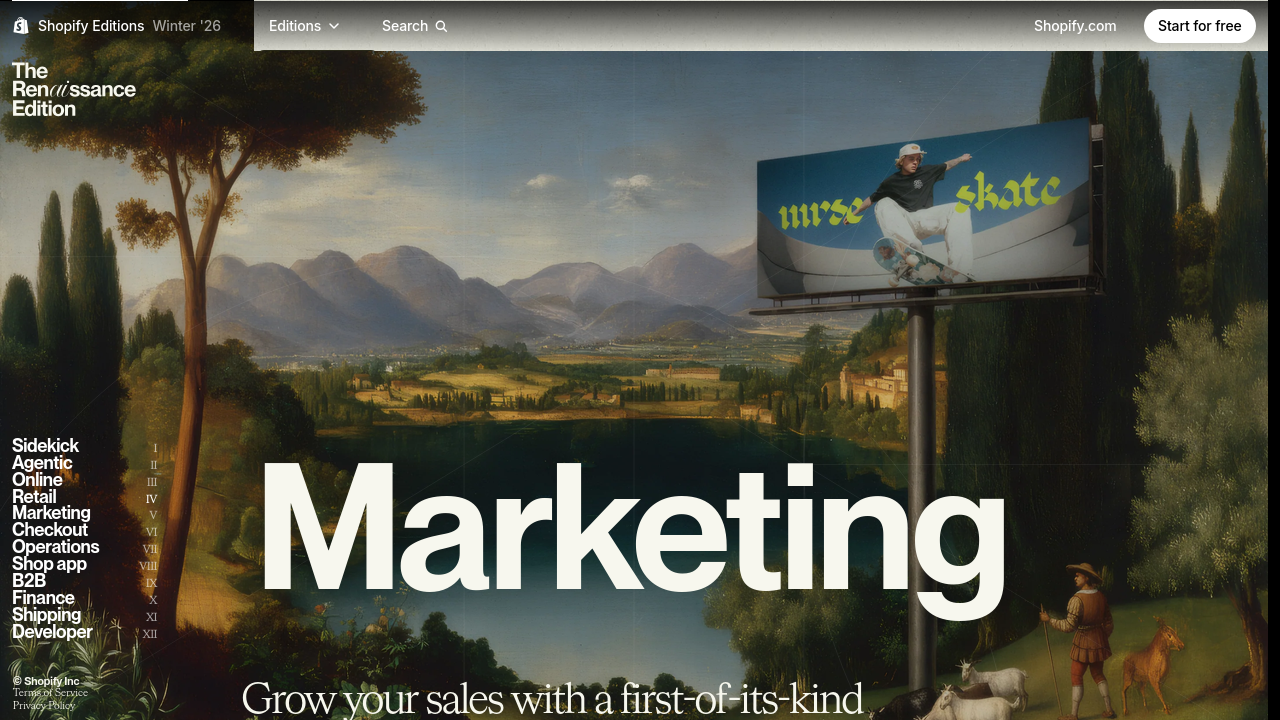 Shopify Editions Winter '26
Editions
Search
Shopify.com
Start for free
The
Renaissance
Edition
nurse skate
Sidekick I
Agentic II
Online III
Retail IV
Marketing V
Checkout VI
Operations VII
Shop app VIII
B2B IX
Finance X
Shipping XI
Developer XII
Marketing
© Shopify Inc
Terms of Service
Privacy Policy
Grow your sales with a first-of-its-kind